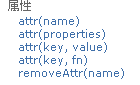 属性
attr(name)
attr(properties)
attr(key, value)
attr(key, fn)
removeAttr(name)